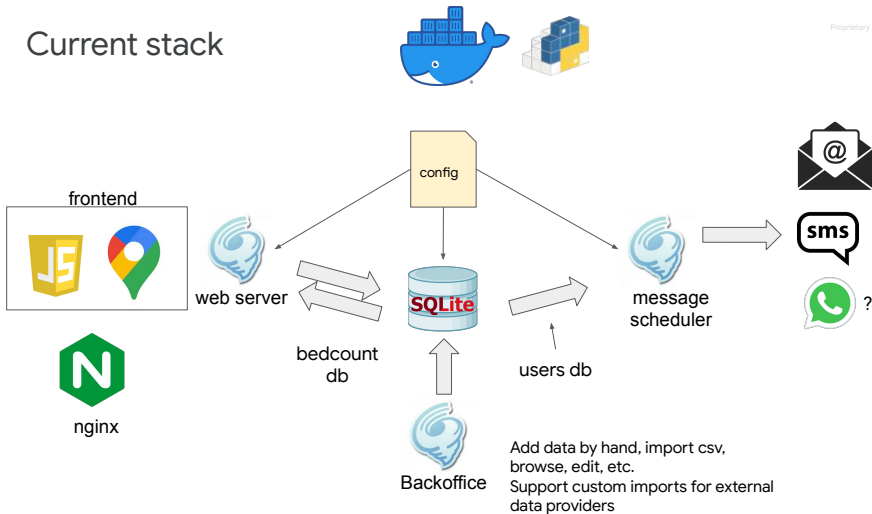 Current stack
Proprietary
config
@
frontend
JS
sms
web server
SQLite
message
scheduler
?
bedcount
db
users db
N
nginx
Backoffice
Add data by hand, import csv,
browse, edit, etc.
Support custom imports for external
data providers